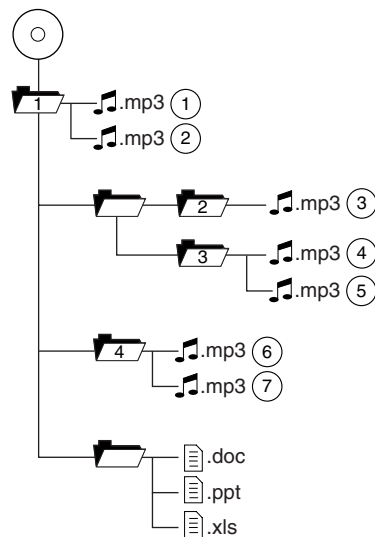 1 .mp3 1
.mp3 2
2 .mp3 3
3 .mp3 4
.mp3 5
4 .mp3 6
.mp3 7
.doc
.ppt
.xls